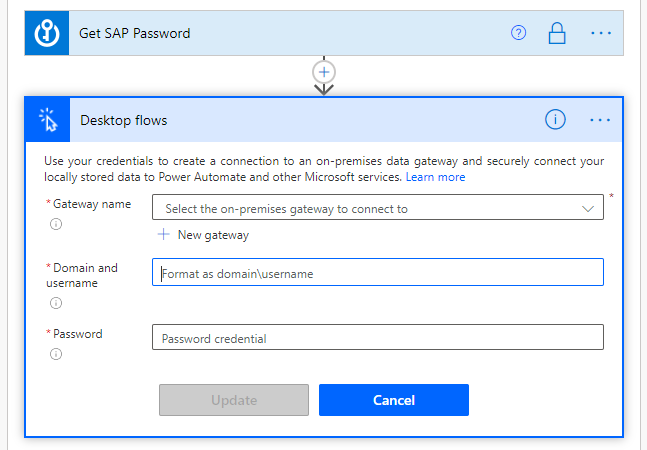 Get SAP Password
Desktop flows
Use your credentials to create a connection to an on-premises data gateway and securely connect your
locally stored data to Power Automate and other Microsoft services. Learn more
* Gateway name
Select the on-premises gateway to connect to
*
+ New gateway
* Domain and
username
Format as domain\username
* Password
Password credential
Update
Cancel